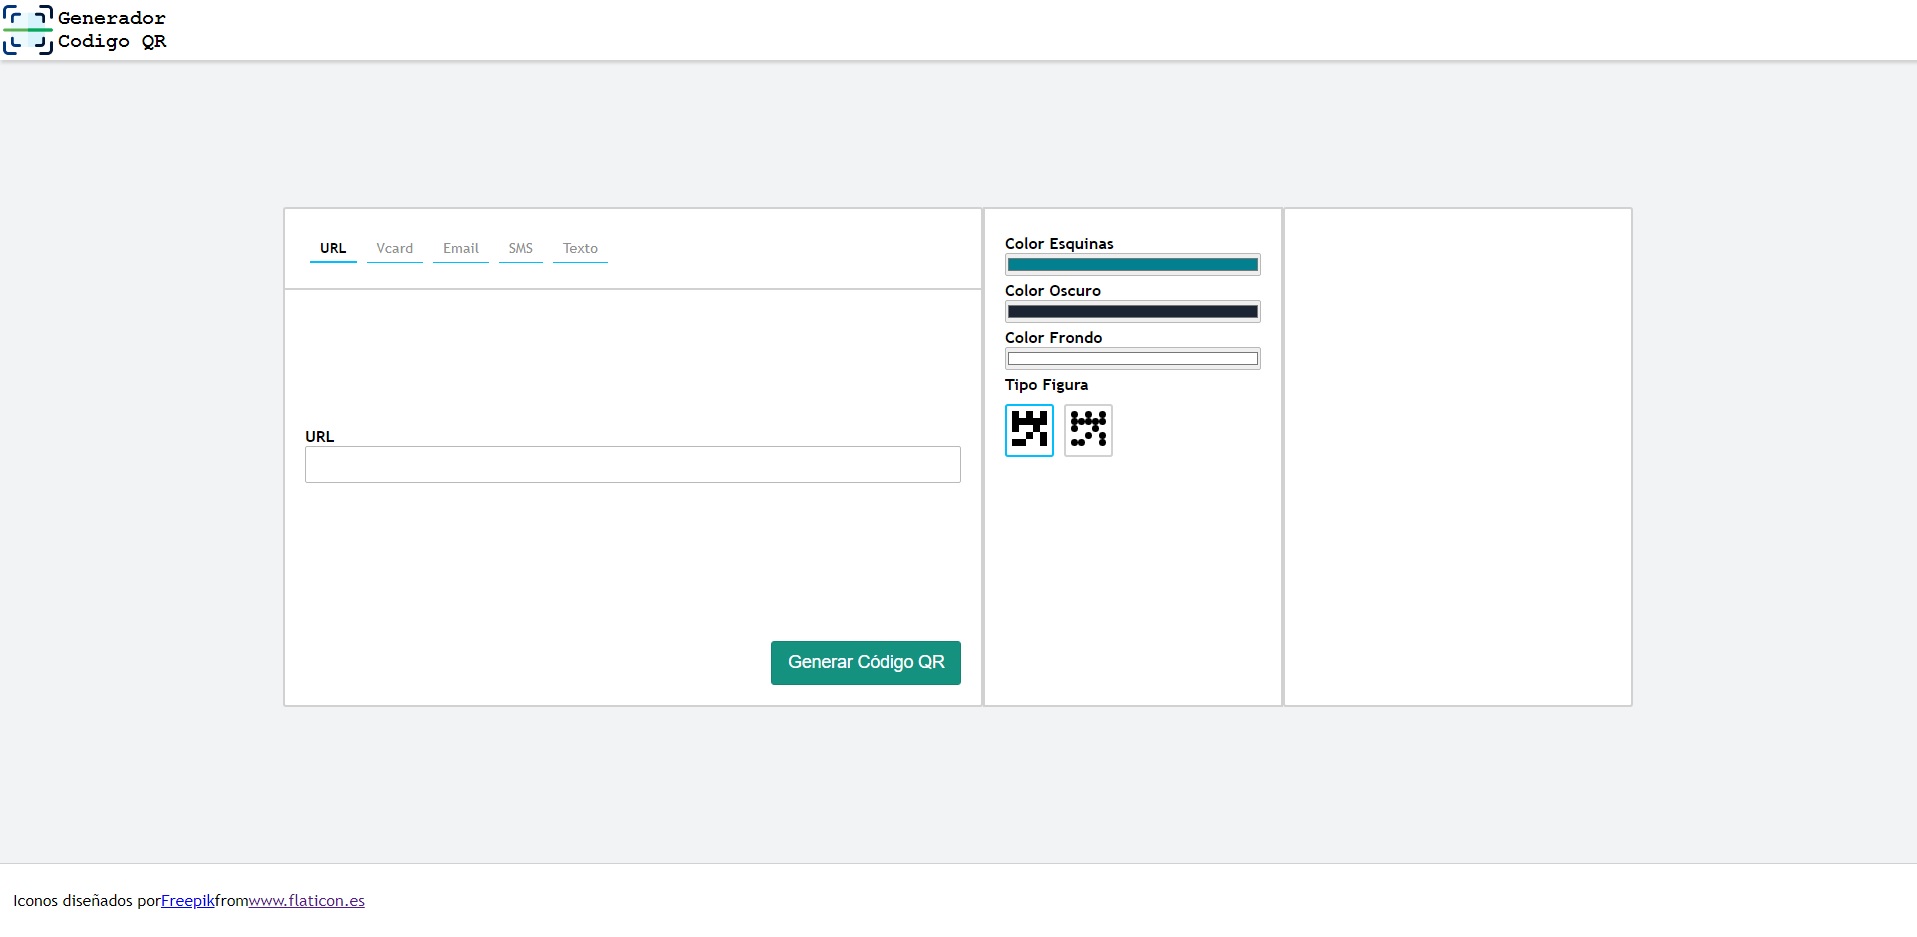 Generador
Codigo QR
URL Vcard Email SMS Texto
URL
Generar Código QR
Color Esquinas
Color Oscuro
Color Frondo
Tipo Figura
Iconos diseñados porFreepikfromwww.flaticon.es